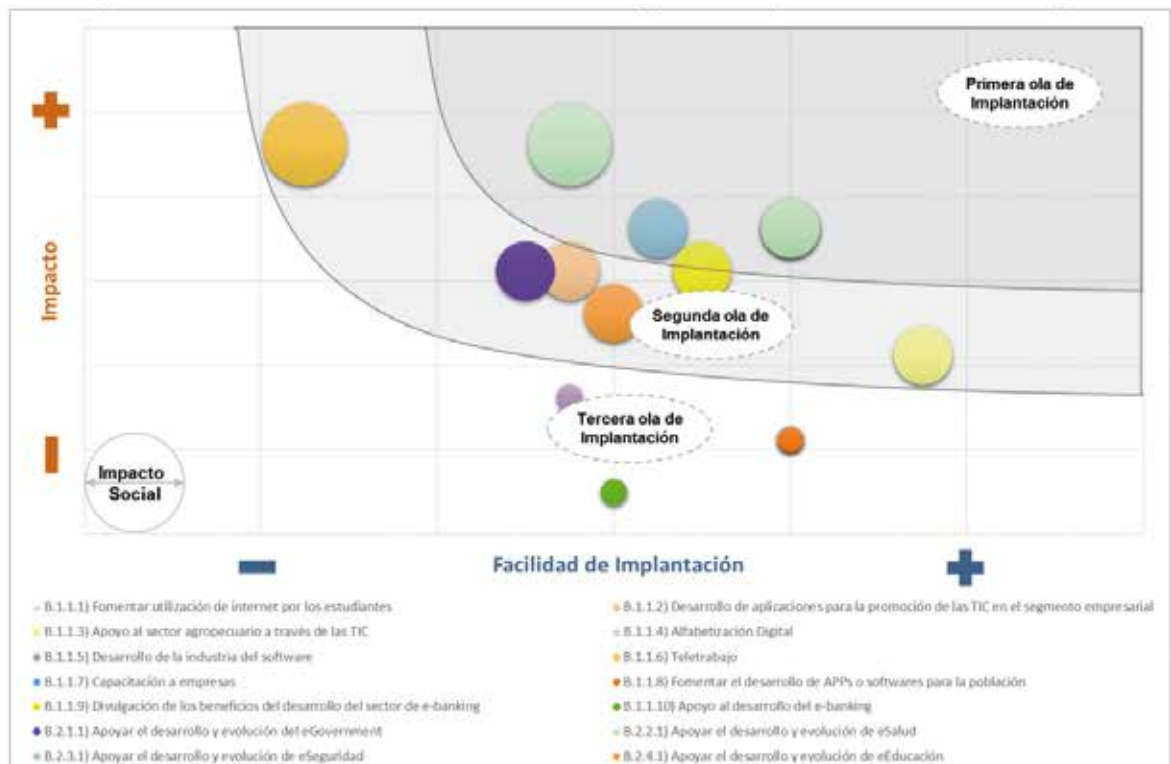 Primera ola de
Implantación
Impacto
Segunda ola de
Implantación
Tercera ola de
Implantación
Impacto
Social
Facilidad de Implantación
B.1.1.1) Fomentar utilización de internet por los estudiantes
B.1.1.2) Desarrollo de aplicaciones para la promoción de las TIC en el segmento empresarial
B.1.1.3) Apoyo al sector agropecuario a través de las TIC
B.1.1.4) Alfabetización Digital
B.1.1.5) Desarrollo de la industria del software
B.1.1.6) Teletrabajo
B.1.1.7) Capacitación a empresas
B.1.1.8) Fomentar el desarrollo de APPs o softwares para la población
B.1.1.9) Divulgación de los beneficios del desarrollo del sector de e-banking
B.1.1.10) Apoyo al desarrollo del e-banking
B.2.1.1) Apoyar el desarrollo y evolución del eGovernment
B.2.2.1) Apoyar el desarrollo y evolución de eSalud
B.2.3.1) Apoyar el desarrollo y evolución de eSeguridad
B.2.4.1) Apoyar el desarrollo y evolución de eEducación